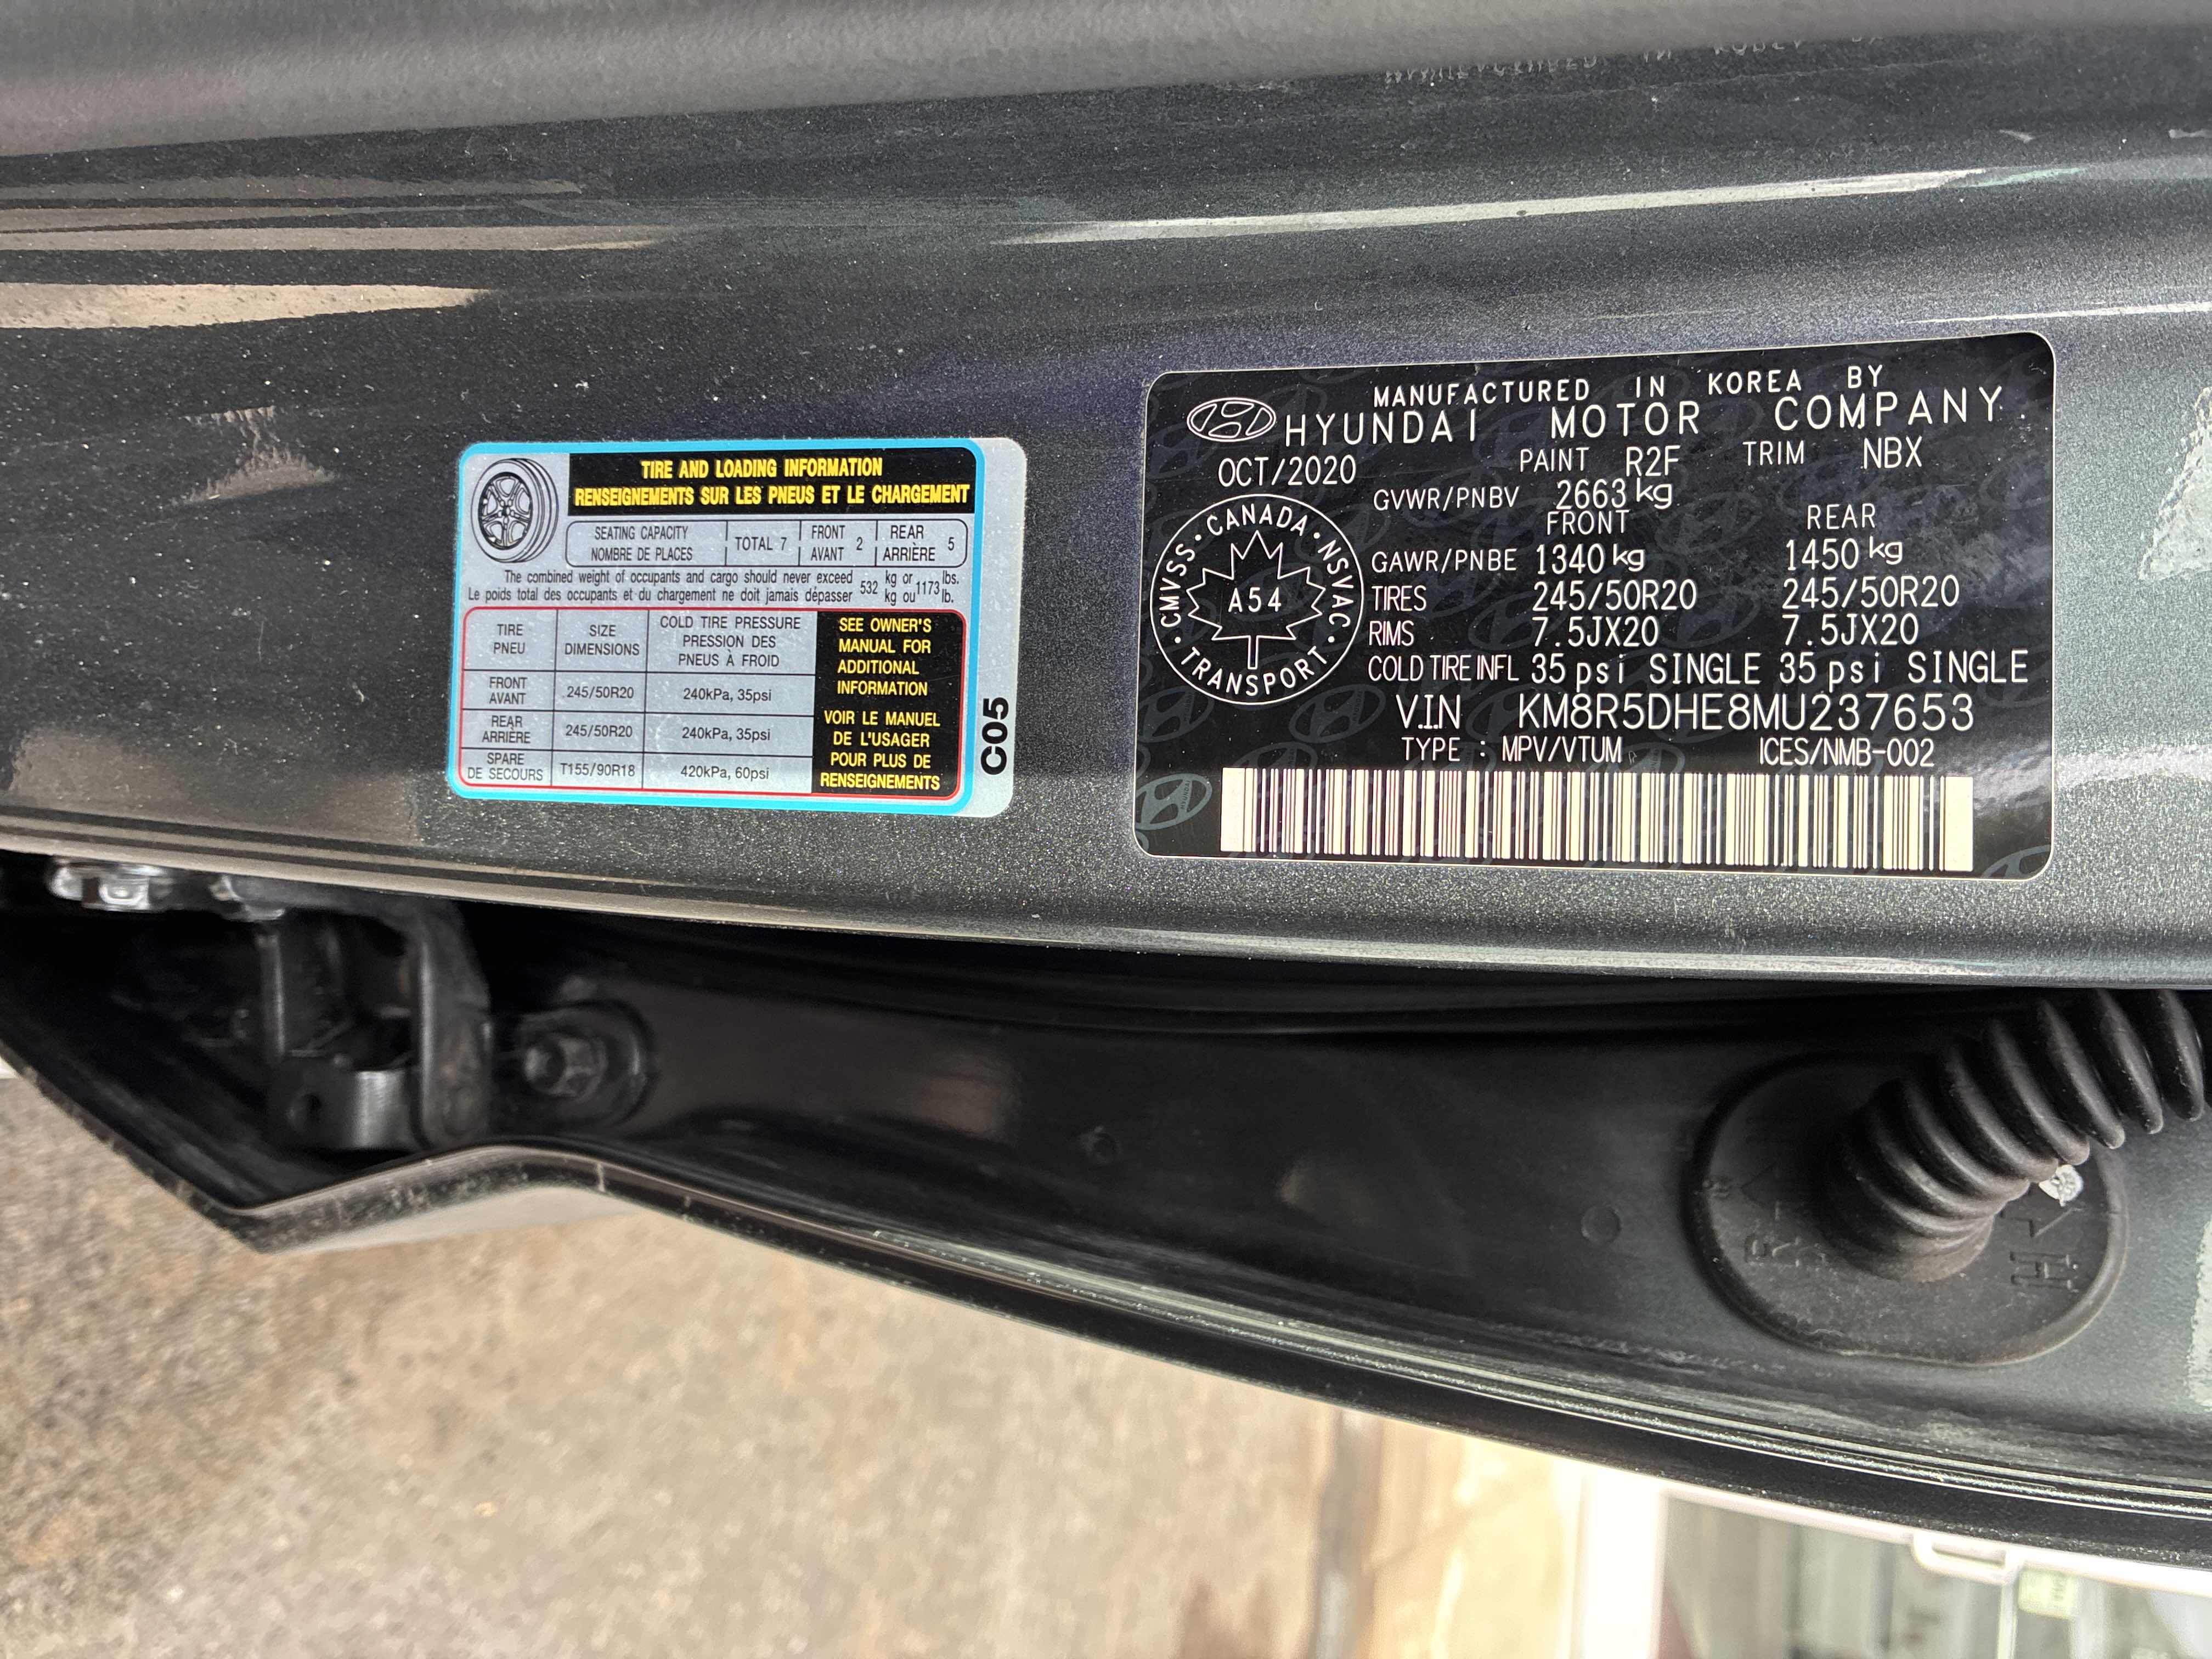 TIRE AND LOADING INFORMATION
RENSEIGNEMENTS SUR LES PNEUS ET LE CHARGEMENT
SEATING CAPACITY
NOMBRE DE PLACES
TOTAL 7
FRONT
AVANT
2
REAR
ARRIÈRE
5
The combined weight of occupants and cargo should never exceed
Le poids total des occupants et du chargement ne doit jamais dépasser
532
kg or
kg ou
1173
lbs.
lb.
TIRE
PNEU
SIZE
DIMENSIONS
COLD TIRE PRESSURE
PRESSION DES
PNEUS À FROID
FRONT
AVANT
245/50R20
240kPa, 35psi
REAR
ARRIÈRE
245/50R20
240kPa, 35psi
SPARE
DE SECOURS
T155/90R18
420kPa, 60psi
SEE OWNER'S
MANUAL FOR
ADDITIONAL
INFORMATION
VOIR LE MANUEL
DE L'USAGER
POUR PLUS DE
RENSEIGNEMENTS
C05
MANUFACTURED IN KOREA BY
HYUNDAI MOTOR COMPANY
OCT/2020 PAINT R2F TRIM NBX
GVWR/PNBV 2663 kg
FRONT REAR
GAWR/PNBE 1340 kg 1450 kg
TIRES 245/50R20 245/50R20
RIMS 7.5JX20 7.5JX20
COLD TIRE INFL 35 psi SINGLE 35 psi SINGLE
V.I.N KM8R5DHE8MU237653
TYPE : MPV/VTUM ICES/NMB-002
CANADA · NSVAC · TRANSPORT · CMVSS
A54